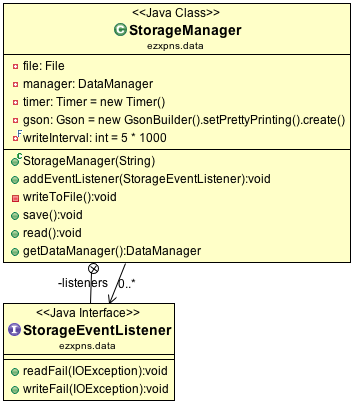 <<Java Class>>
C StorageManager
ezxpns.data
file: File
manager: DataManager
timer: Timer = new Timer()
gson: Gson = new GsonBuilder().setPrettyPrinting().create()
F writeInterval: int = 5 * 1000
C StorageManager(String)
addEventListener(StorageEventListener):void
writeToFile():void
save():void
read():void
getDataManager():DataManager
-listeners 0..*
<<Java Interface>>
I StorageEventListener
ezxpns.data
readFail(IOException):void
writeFail(IOException):void